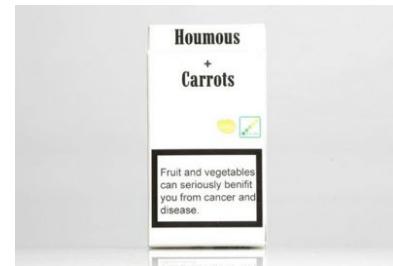 Houmous
+
Carrots
Fruit and vegetables
can seriously benifit
you from cancer and
disease.